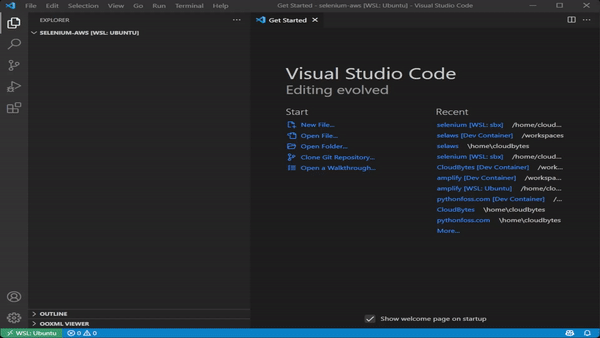 File Edit Selection View Go Run Terminal Help Get Started - selenium-aws [WSL: Ubuntu] - Visual Studio Code
EXPLORER ···
Get Started
SELENIUM-AWS [WSL: UBUNTU]
Visual Studio Code
Editing evolved
Start
New File...
Open File...
Open Folder...
Clone Git Repository...
Open a Walkthrough...
Recent
selenium [WSL: sbx] /home/cloud...
selaws [Dev Container] /workspaces
selaws \home\cloudbytes
selenium [WSL: sbx] /home/cloud...
CloudBytes [Dev Container] /work...
amplify [Dev Container] /workspa...
amplify [WSL: Ubuntu] /home/clo...
pythonfoss [Dev Container] /...
CloudBytes \home\cloudbytes
pythonfoss.com \home\cloudbytes
More...
Show welcome page on startup
OUTLINE
OOXML VIEWER
WSL: Ubuntu 0 0